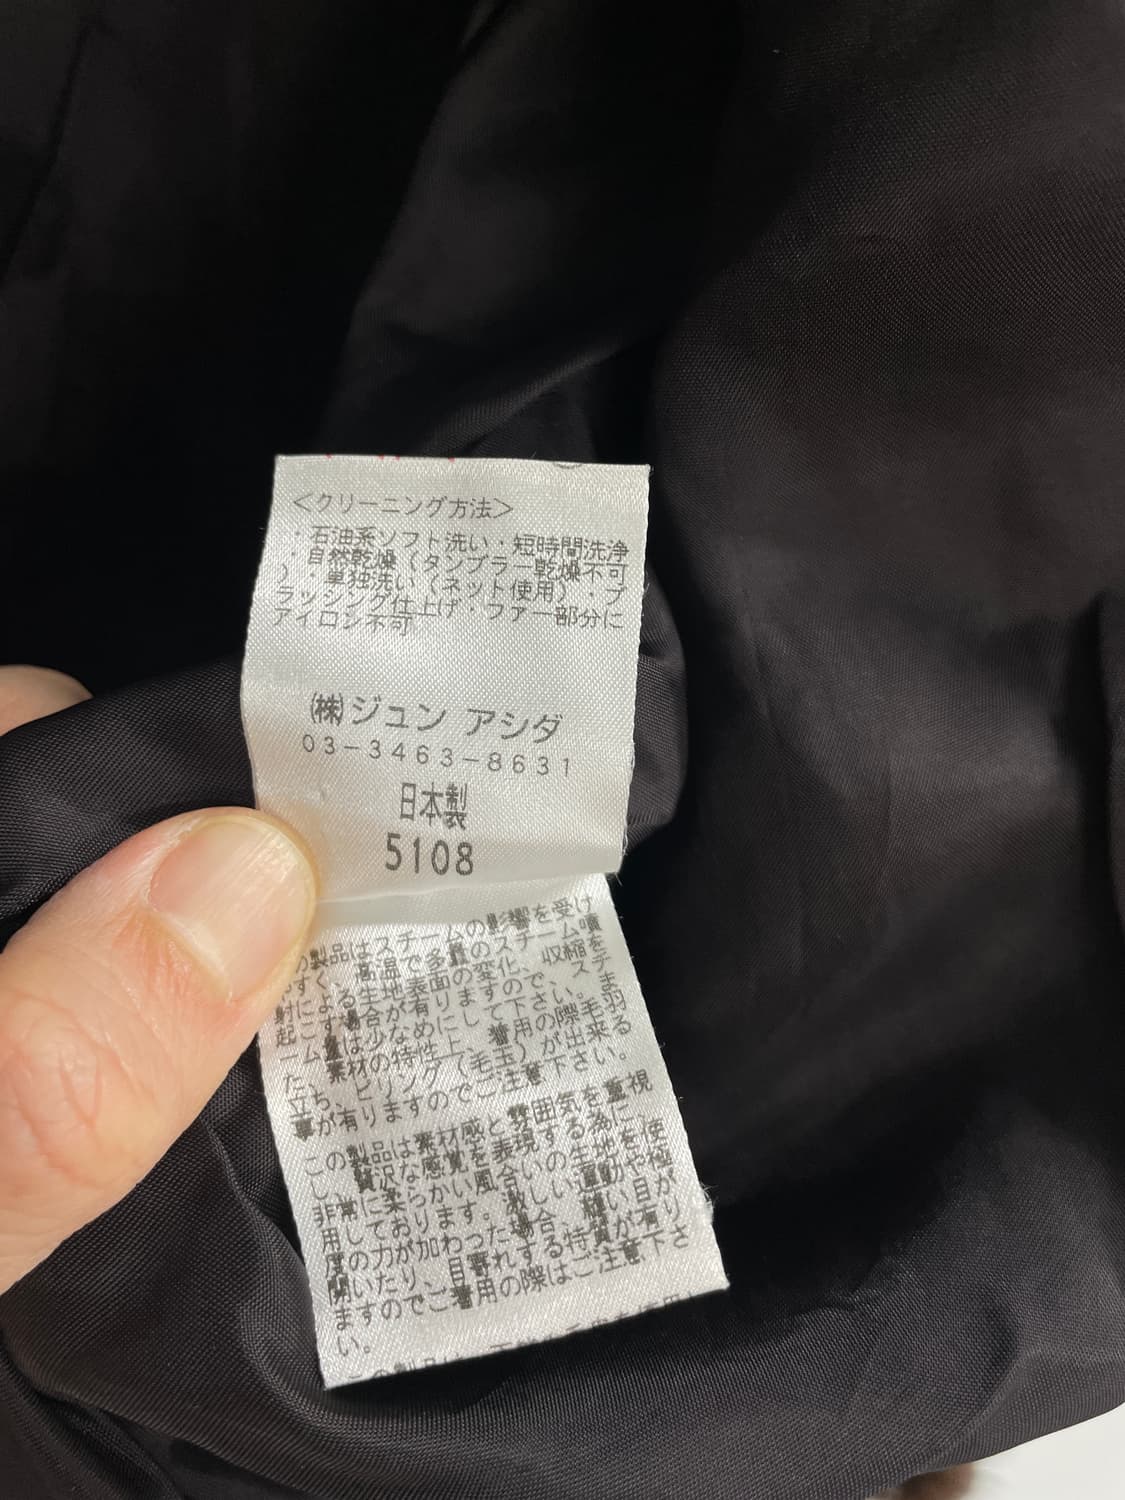 <クリーニング方法>
・石油系ソフト洗い・短時間洗浄
・自然乾燥（タンブラー乾燥不可
）・単独洗い（ネット使用）・ブ
ラッシング仕上げ・ファー部分に
アイロン不可
(株)ジュン アシダ
03-3463-8631
日本製
5108
の製品はスチームの影響を受け
すく、高温で多量のスチーム噴
射による生地表面の変化、収縮を
起こす場合が有りますので、スチ
ーム量は少なめにして下さい。ま
た、素材の特性上、着用の際毛羽
立ち、ピリング（毛玉）が出来る
事が有りますのでご注意下さい。
この製品は素材感と雰囲気を重視
し、贅沢な感覚を表現する為に、
非常に柔らかい風合いの生地を使
用しております。激しい運動や極
度の力が加わった場合、縫い目が
開いたり、目寄れする特質が有り
ますのでご着用の際はご注意下さ
い。